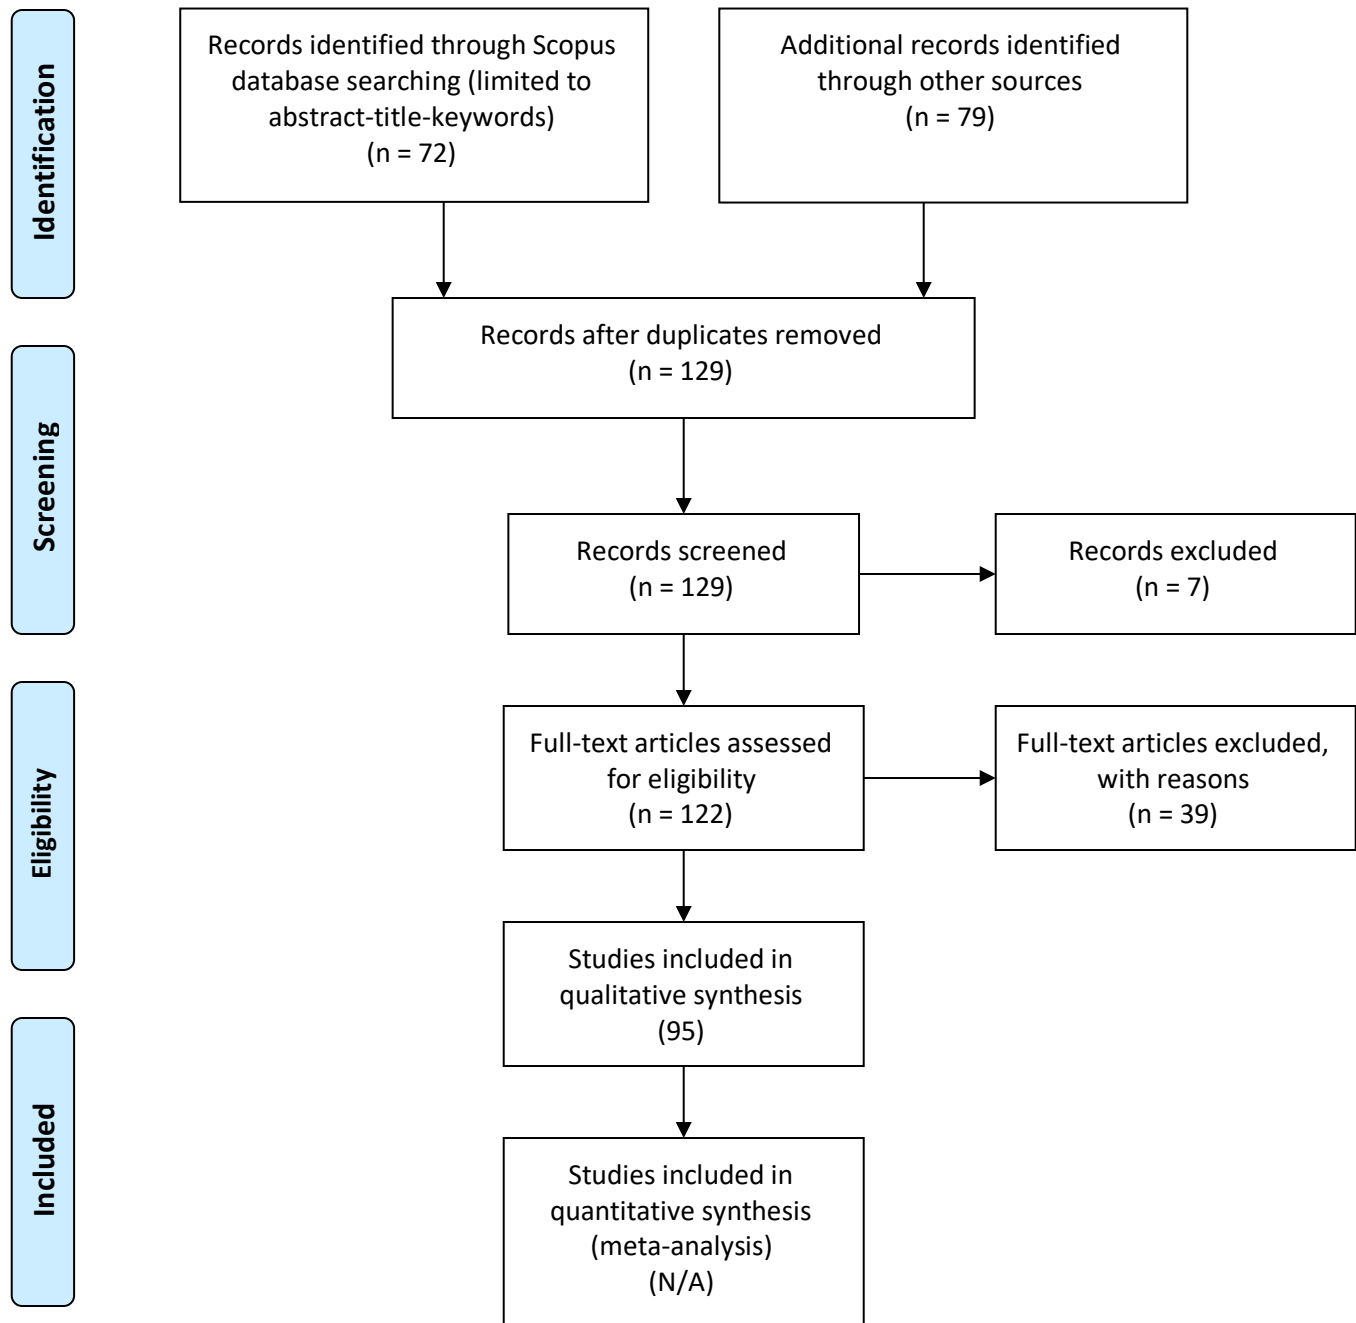 Identification
Records identified through Scopus
database searching (limited to
abstract-title-keywords)
(n = 72)
Additional records identified
through other sources
(n = 79)
Records after duplicates removed
(n = 129)
Screening
Records screened
(n = 129)
Records excluded
(n = 7)
Eligibility
Full-text articles assessed
for eligibility
(n = 122)
Full-text articles excluded,
with reasons
(n = 39)
Studies included in
qualitative synthesis
(95)
Included
Studies included in
quantitative synthesis
(meta-analysis)
(N/A)